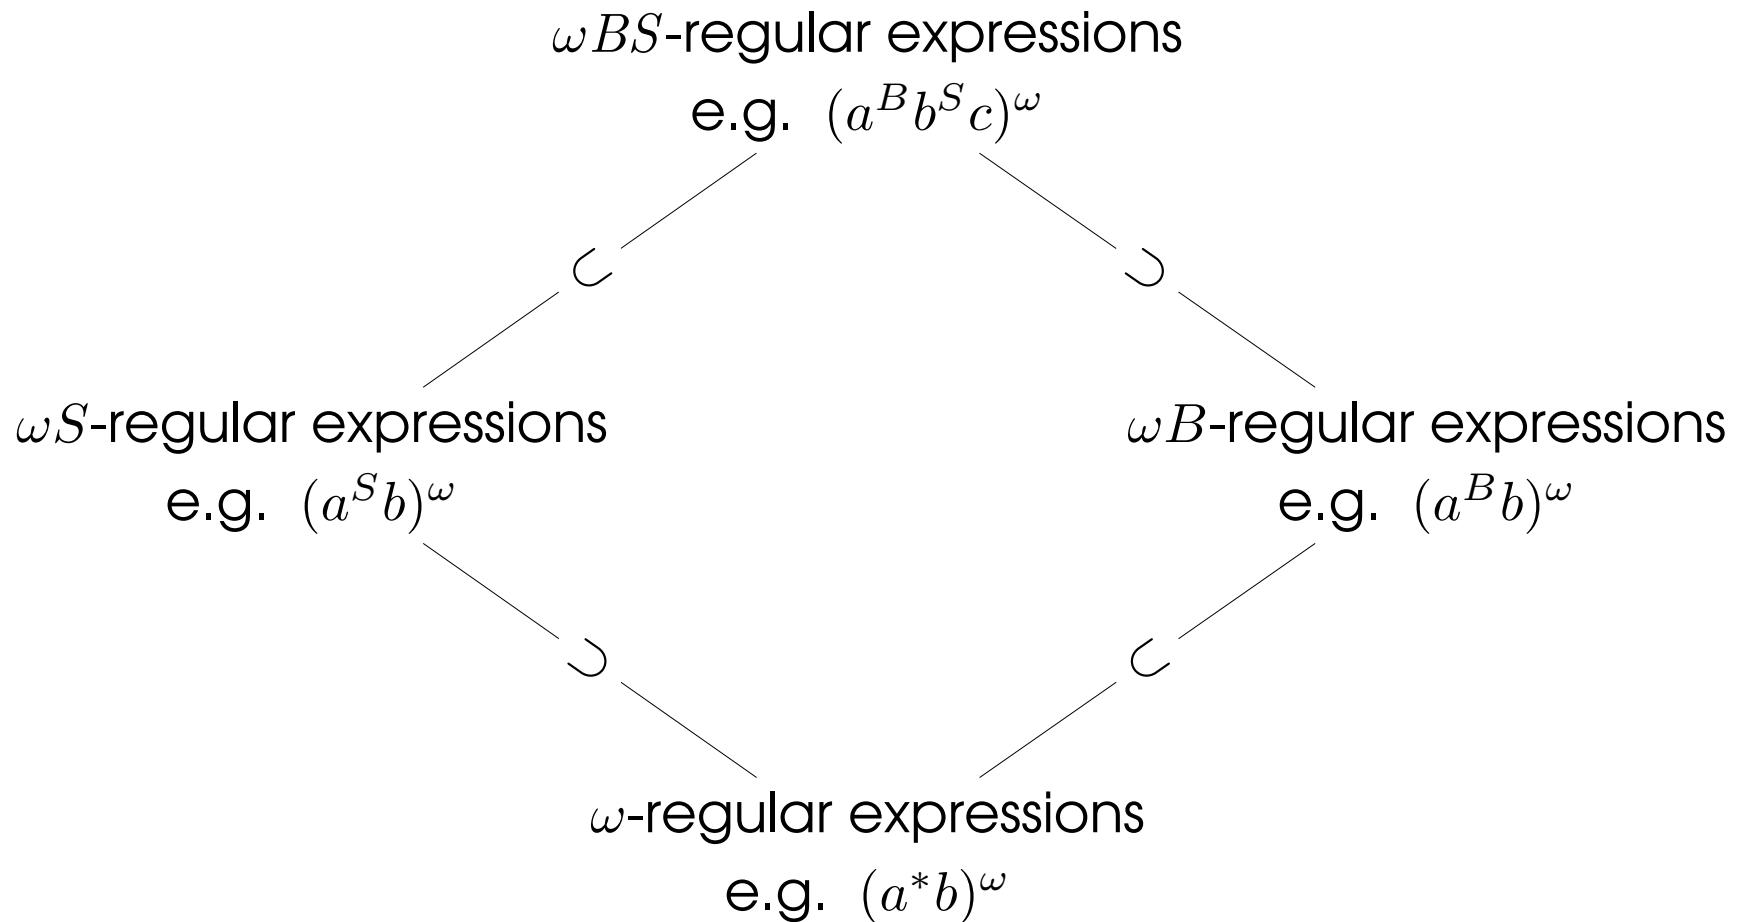 ωBS-regular expressions
e.g. (a^B b^S c)^ω
⊂
⊃
ωS-regular expressions
e.g. (a^S b)^ω
ωB-regular expressions
e.g. (a^B b)^ω
⊃
⊂
ω-regular expressions
e.g. (a^* b)^ω